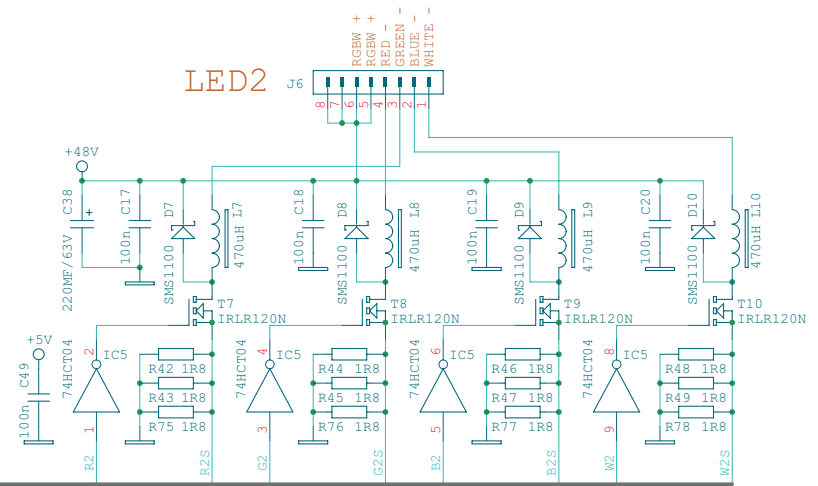 RGBW +
RGBW +
RED -
GREEN -
BLUE -
WHITE -
LED2
J6
8 7 6 5 4 3 2 1
+48V
C38
220MF/63V
C17
100n
D7
SMS1100
L7
470uH
C18
100n
D8
SMS1100
L8
470uH
C19
100n
D9
SMS1100
L9
470uH
C20
100n
D10
SMS1100
L10
470uH
T7
IRLR120N
T8
IRLR120N
T9
IRLR120N
T10
IRLR120N
+5V
C49
100n
2
IC5
74HCT04
1
R42 1R8
R43 1R8
R75 1R8
4
IC5
74HCT04
3
R44 1R8
R45 1R8
R76 1R8
6
IC5
74HCT04
5
R46 1R8
R47 1R8
R77 1R8
8
IC5
74HCT04
9
R48 1R8
R49 1R8
R78 1R8
R2
R2S
G2
G2S
B2
B2S
W2
W2S